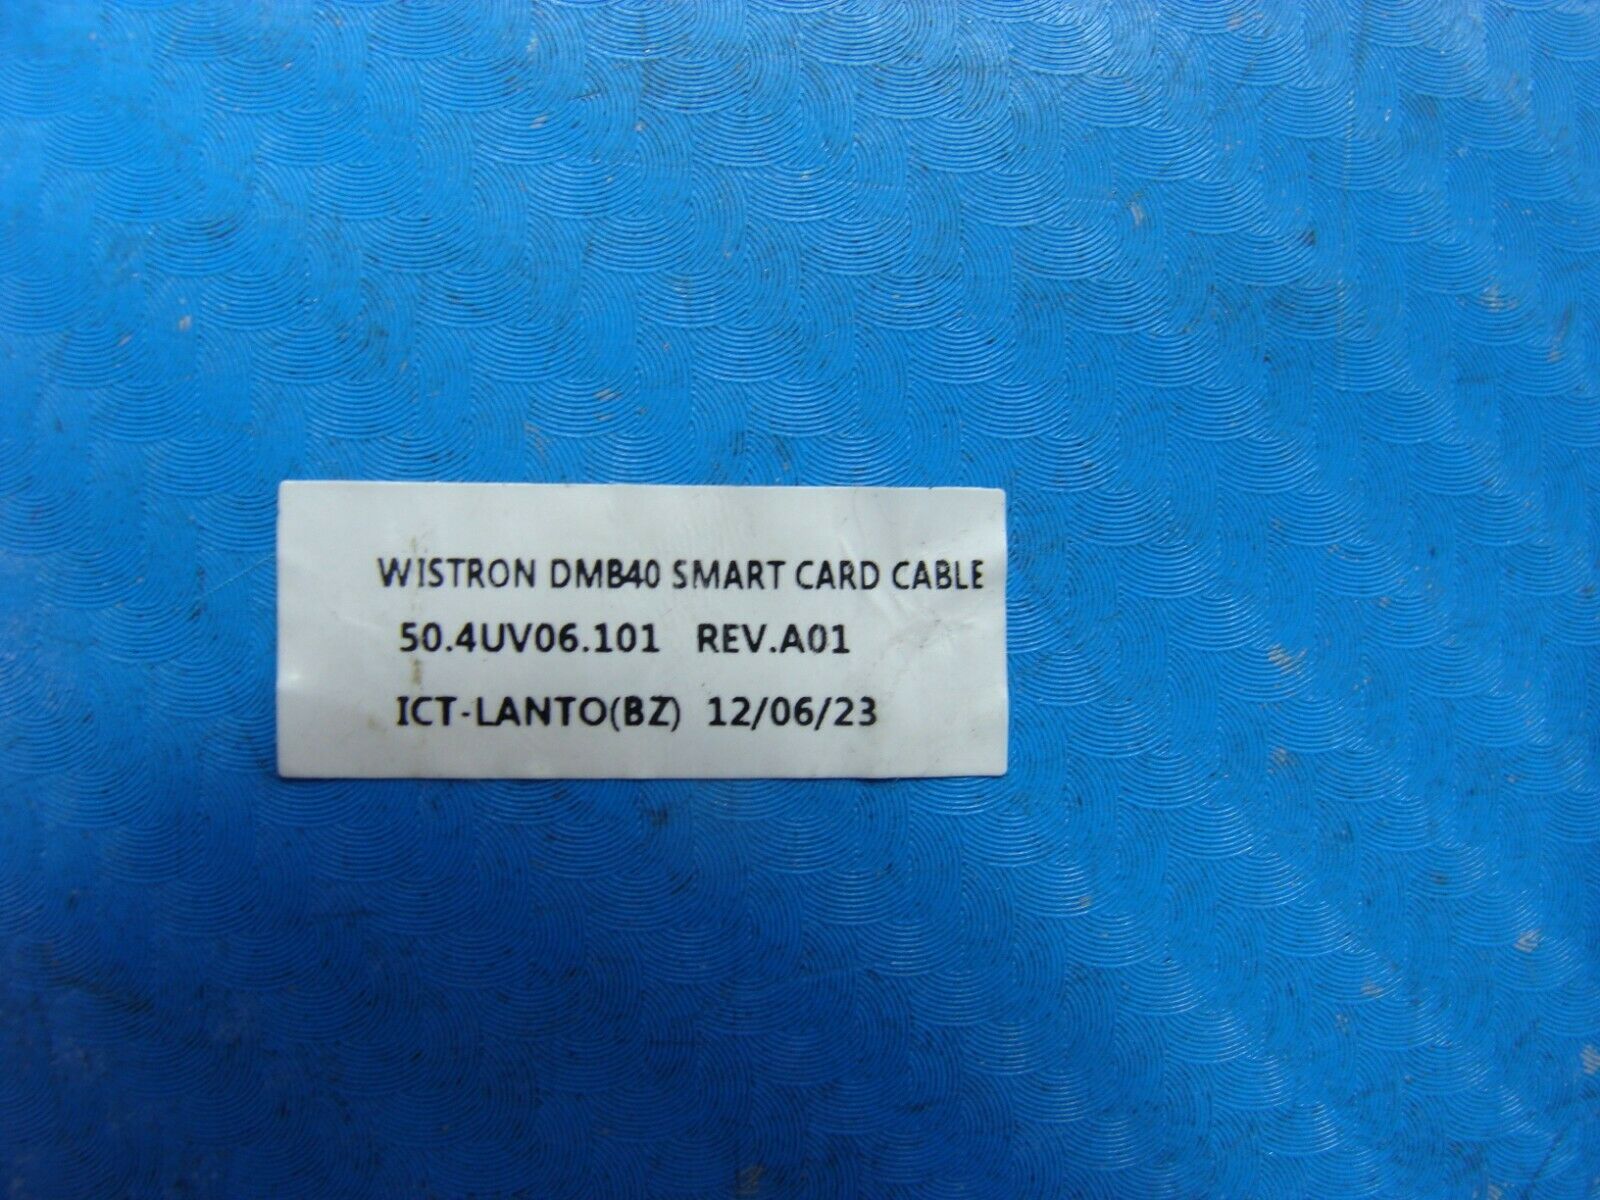 WISTRON DMB40 SMART CARD CABLE
50.4UV06.101 REV.A01
ICT-LANTO(BZ) 12/06/23